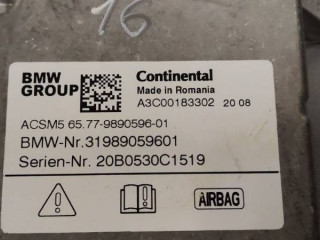 16
BMW
GROUP
Continental
Made in Romania
A3C00183302 20 08
ACSM5 65.77-9890596-01
BMW-Nr.31989059601
Serien-Nr. 20B0530C1519
AIRBAG